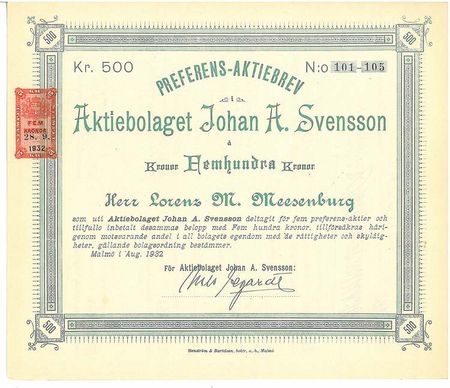 500
500
Kr. 500
PREFERENS-AKTIEBREV
N:o 101-105
i
Aktiebolaget Johan A. Svensson
å
Kronor Femhundra Kronor
FEM
KRONOR
28. 9.
1932
Herr Lorenz M. Meesenburg
som uti Aktiebolaget Johan A. Svensson deltagit för fem preferens-aktier och
tillfullo inbetalt desammas belopp med Fem hundra kronor, tillförsäkras häri-
genom motsvarande andel i all bolagets egendom med de rättigheter och skyldig-
heter, gällande bolagsordning bestämmer.
Malmö i Aug. 1932
För Aktiebolaget Johan A. Svensson:
500
500